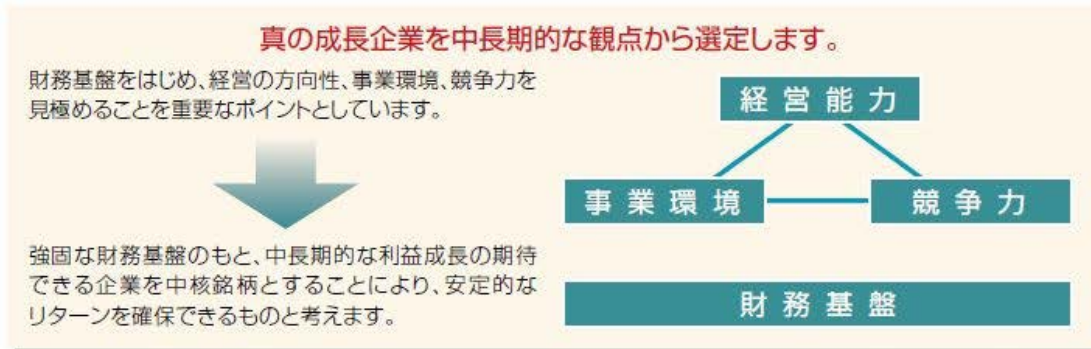 真の成長企業を中長期的な観点から選定します。
財務基盤をはじめ、経営の方向性、事業環境、競争力を
見極めることを重要なポイントとしています。
強固な財務基盤のもと、中長期的な利益成長の期待
できる企業を中核銘柄とすることにより、安定的な
リターンを確保できるものと考えます。
経営能力
事業環境
競争力
財務基盤